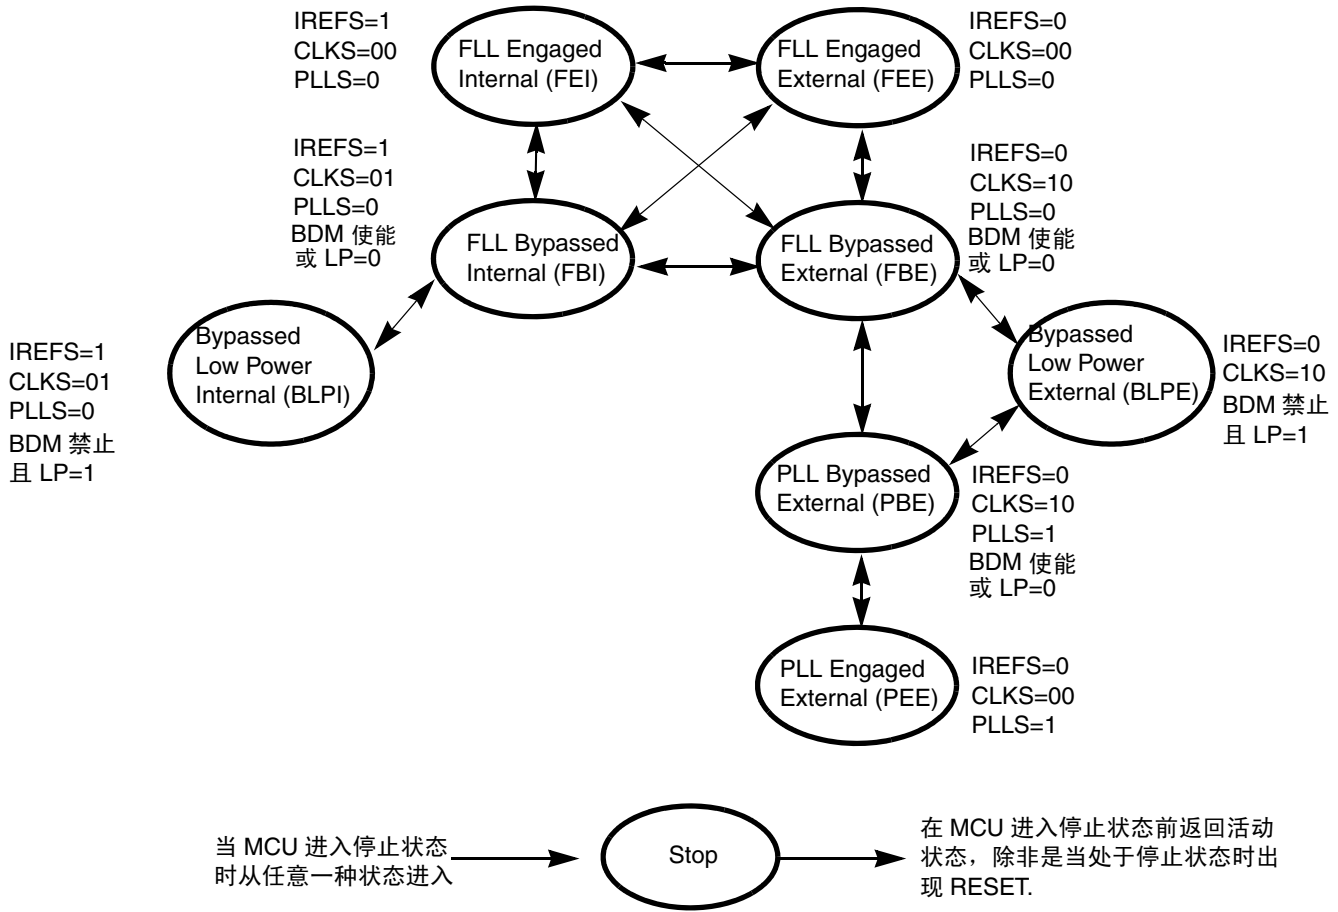 IREFS=1
CLKS=00
PLLS=0
FLL Engaged
Internal (FEI)
FLL Engaged
External (FEE)
IREFS=0
CLKS=00
PLLS=0
IREFS=1
CLKS=01
PLLS=0
BDM 使能
或 LP=0
FLL Bypassed
Internal (FBI)
FLL Bypassed
External (FBE)
IREFS=0
CLKS=10
PLLS=0
BDM 使能
或 LP=0
IREFS=1
CLKS=01
PLLS=0
BDM 禁止
且 LP=1
Bypassed
Low Power
Internal (BLPI)
Bypassed
Low Power
External (BLPE)
IREFS=0
CLKS=10
BDM 禁止
且 LP=1
PLL Bypassed
External (PBE)
IREFS=0
CLKS=10
PLLS=1
BDM 使能
或 LP=0
PLL Engaged
External (PEE)
IREFS=0
CLKS=00
PLLS=1
当 MCU 进入停止状态
时从任意一种状态进入
Stop
在 MCU 进入停止状态前返回活动
状态，除非是当处于停止状态时出
现 RESET.